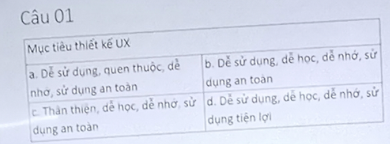 Câu 01
Mục tiêu thiết kế UX
a. Dễ sử dụng, quen thuộc, dễ
nhớ, sử dụng an toàn
b. Dễ sử dụng, dễ học, dễ nhớ, sử
dụng an toàn
c. Thân thiện, dễ học, dễ nhớ, sử
dụng an toàn
d. Dễ sử dụng, dễ học, dễ nhớ, sử
dụng tiện lợi